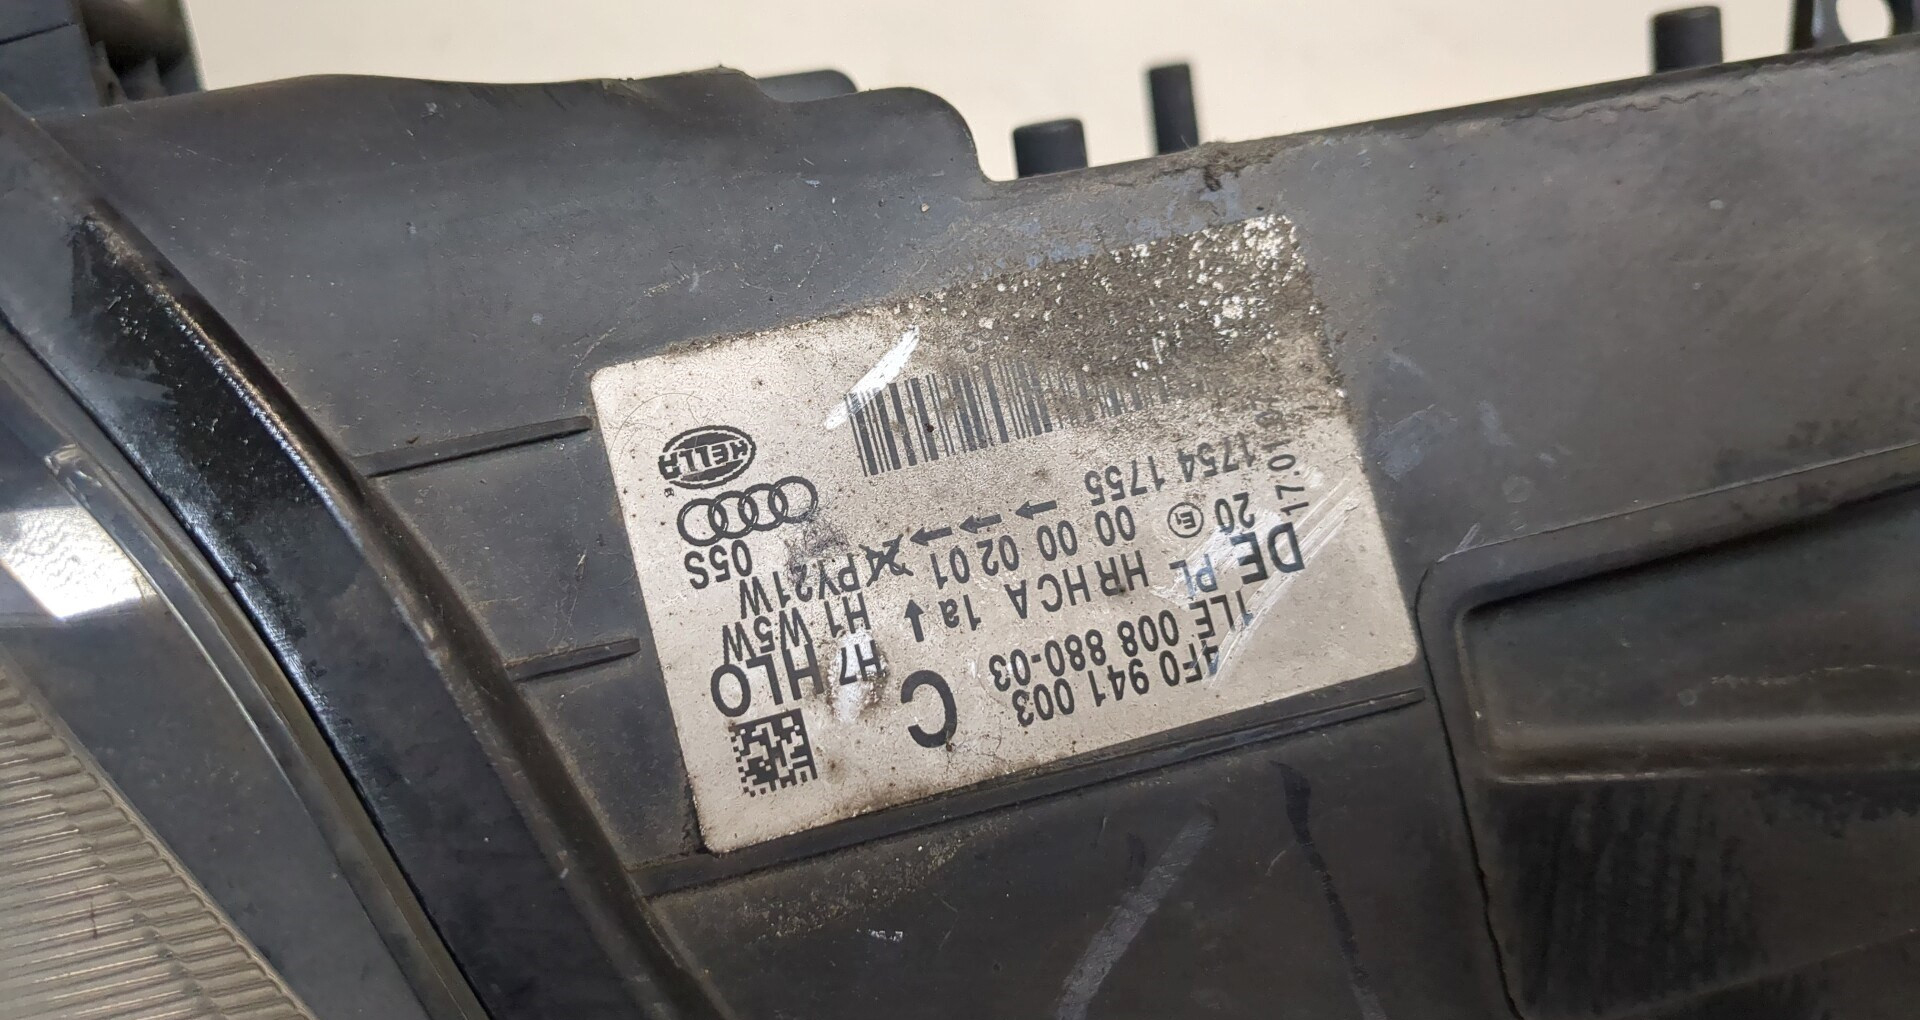 4F0 941 003 C
1LE 008 880-03
DE PL HR HC A 1a
20 00 00 02 01
1754 1755
H7 H1 W5W
PY21W
HLO
05S
HELLA